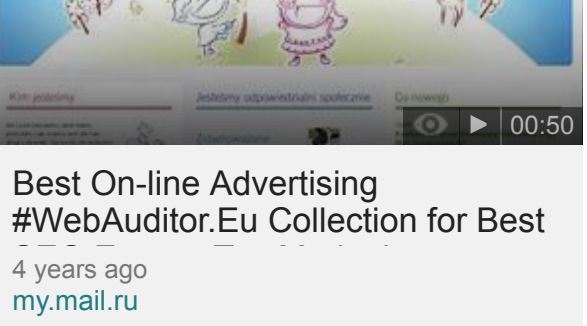 Kim jesteśmy
Jesteśmy odpowiedzialni społecznie
Co nowego
Zrównoważone
00:50
Best On-line Advertising
#WebAuditor.Eu Collection for Best
4 years ago
my.mail.ru